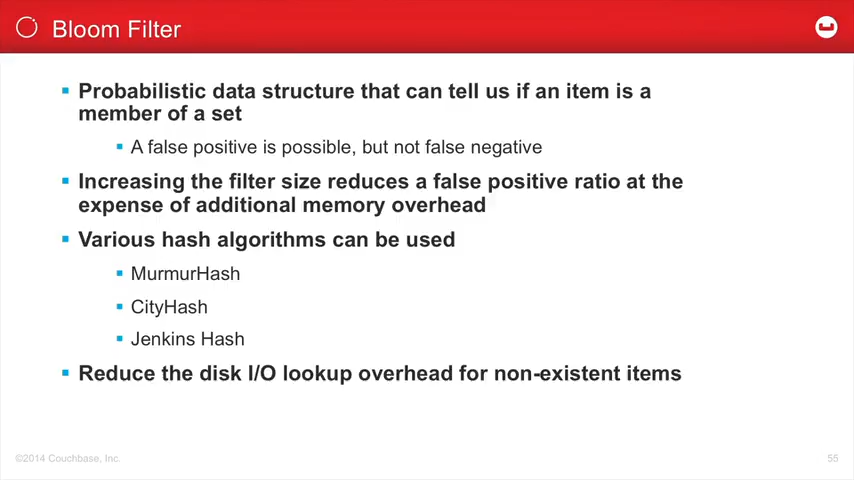 Bloom Filter
Probabilistic data structure that can tell us if an item is a
member of a set
A false positive is possible, but not false negative
Increasing the filter size reduces a false positive ratio at the
expense of additional memory overhead
Various hash algorithms can be used
MurmurHash
CityHash
Jenkins Hash
Reduce the disk I/O lookup overhead for non-existent items
©2014 Couchbase, Inc.
55